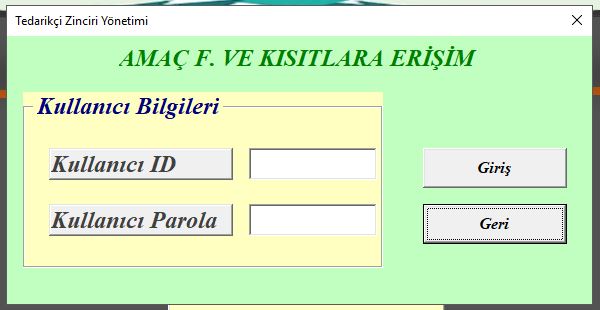 Tedarikçi Zinciri Yönetimi
AMAÇ F. VE KISITLARA ERİŞİM
Kullanıcı Bilgileri
Kullanıcı ID
Giriş
Kullanıcı Parola
Geri